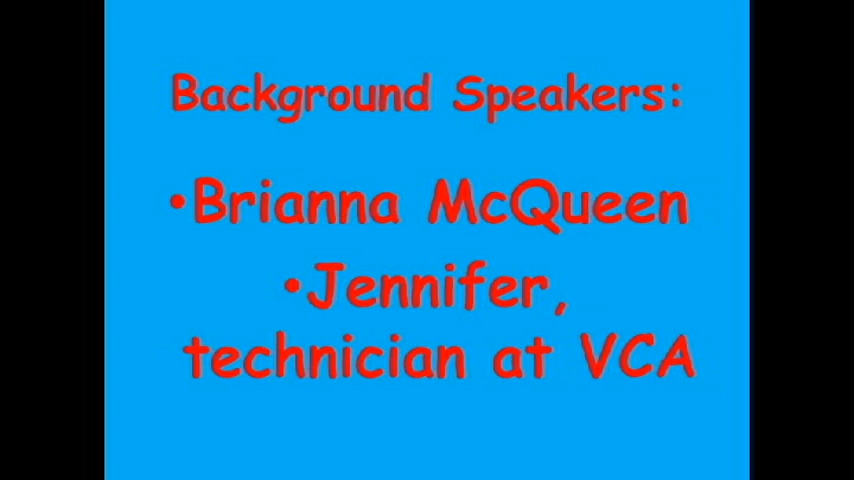 Background Speakers:
•Brianna McQueen
•Jennifer,
technician at VCA